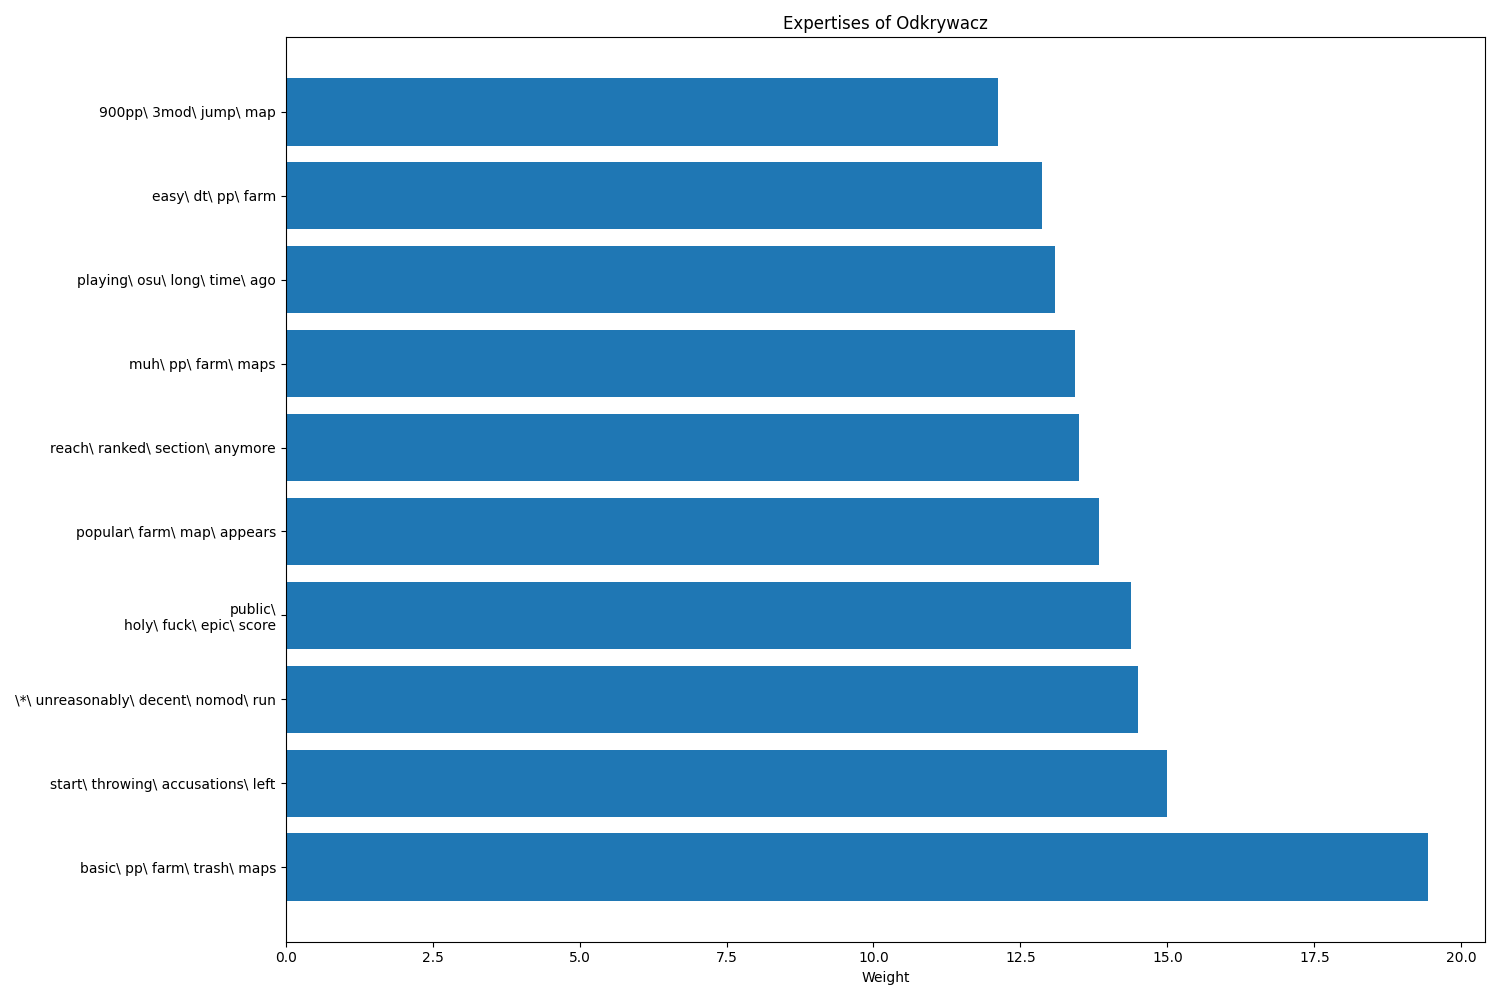 Expertises of Odkrywacz
900pp\ 3mod\ jump\ map
easy\ dt\ pp\ farm
playing\ osu\ long\ time\ ago
muh\ pp\ farm\ maps
reach\ ranked\ section\ anymore
popular\ farm\ map\ appears
public\
holy\ fuck\ epic\ score
\*\ unreasonably\ decent\ nomod\ run
start\ throwing\ accusations\ left
basic\ pp\ farm\ trash\ maps
0.0 2.5 5.0 7.5 10.0 12.5 15.0 17.5 20.0
Weight